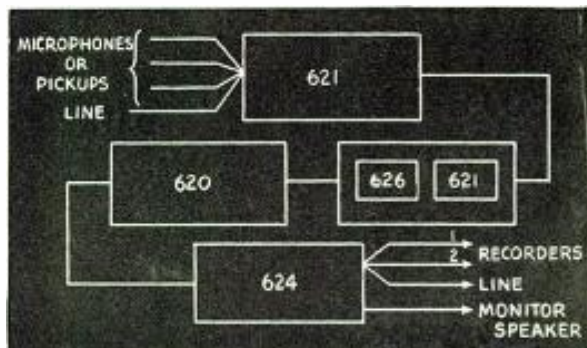 MICROPHONES
OR
PICKUPS
LINE
621
620
626
621
624
1
2
RECORDERS
LINE
MONITOR
SPEAKER